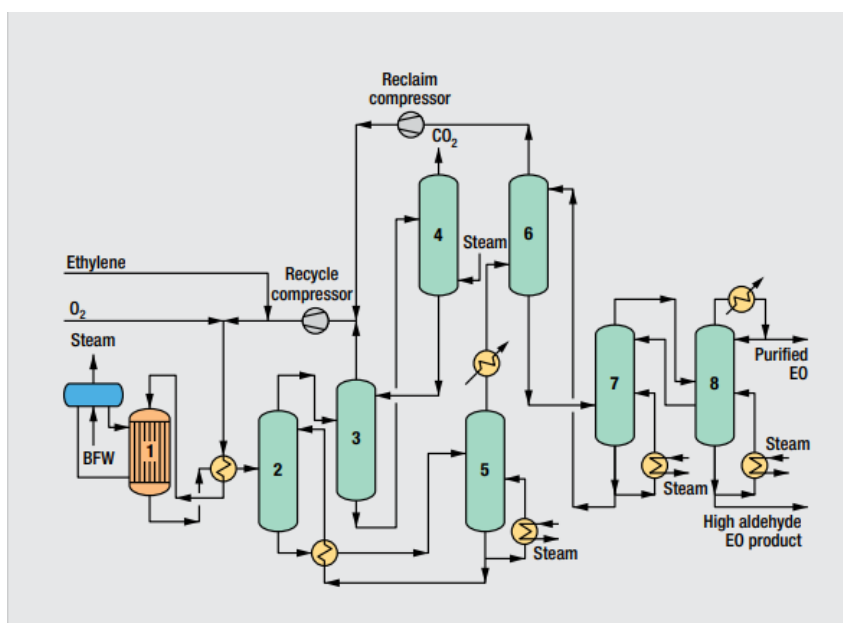 Reclaim
compressor
CO₂
4
6
Steam
Ethylene
Recycle
compressor
O₂
Steam
7
8
Purified
EO
1
BFW
2
3
5
Steam
Steam
Steam
High aldehyde
EO product